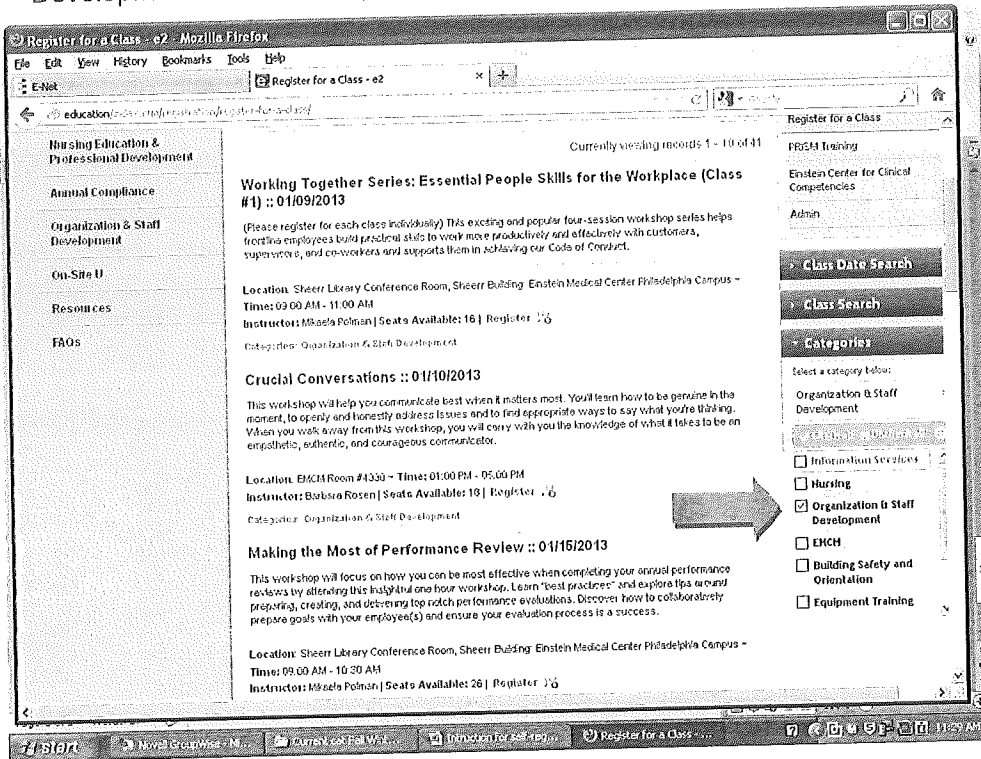 Register for a Class - e2 - Mozilla Firefox
File Edit View History Bookmarks Tools Help
E-Net
Register for a Class - e2 × +
education/
Nursing Education &
Professional Development
Annual Compliance
Organization & Staff
Development
On-Site U
Resources
FAQs
Currently viewing records 1 - 10 of 41
Working Together Series: Essential People Skills for the Workplace (Class
#1) :: 01/09/2013
(Please register for each class individually) This exciting and popular four-session workshop series helps
frontline employees build practical skills to work more productively and effectively with customers,
supervisors, and co-workers and supports them in achieving our Code of Conduct.
Location: Sheerr Library Conference Room, Sheerr Building: Einstein Medical Center Philadelphia Campus ~
Time: 09:00 AM - 11:00 AM
Instructor: Mikaela Polman | Seats Available: 16 | Register
Categories: Organization & Staff Development
Crucial Conversations :: 01/10/2013
This workshop will help you communicate best when it matters most. You'll learn how to be genuine in the
moment, to openly and honestly address issues and to find appropriate ways to say what you're thinking.
When you walk away from this workshop, you will carry with you the knowledge of what it takes to be an
empathetic, authentic, and courageous communicator.
Location: EMCM Room #4330 ~ Time: 01:00 PM - 05:00 PM
Instructor: Barbara Rosen | Seats Available: 18 | Register
Categories: Organization & Staff Development
Making the Most of Performance Review :: 01/15/2013
This workshop will focus on how you can be most effective when completing your annual performance
reviews by attending this insightful one hour workshop. Learn "best practices" and explore tips around
preparing, creating, and delivering top notch performance evaluations. Discover how to collaboratively
prepare goals with your employee(s) and ensure your evaluation process is a success.
Location: Sheerr Library Conference Room, Sheerr Building: Einstein Medical Center Philadelphia Campus ~
Time: 09:00 AM - 10:30 AM
Instructor: Mikaela Polman | Seats Available: 26 | Register
Register for a Class
PRISM Training
Einstein Center for Clinical
Competencies
Admin
Class Date Search
Class Search
Categories
Select a category below:
Organization & Staff
Development
Information Services
Nursing
Organization & Staff
Development
EMCM
Building Safety and
Orientation
Equipment Training
Start
Novell GroupWise - M...
Current cat Fall Wint...
Register for a Class - ...
11:29 AM